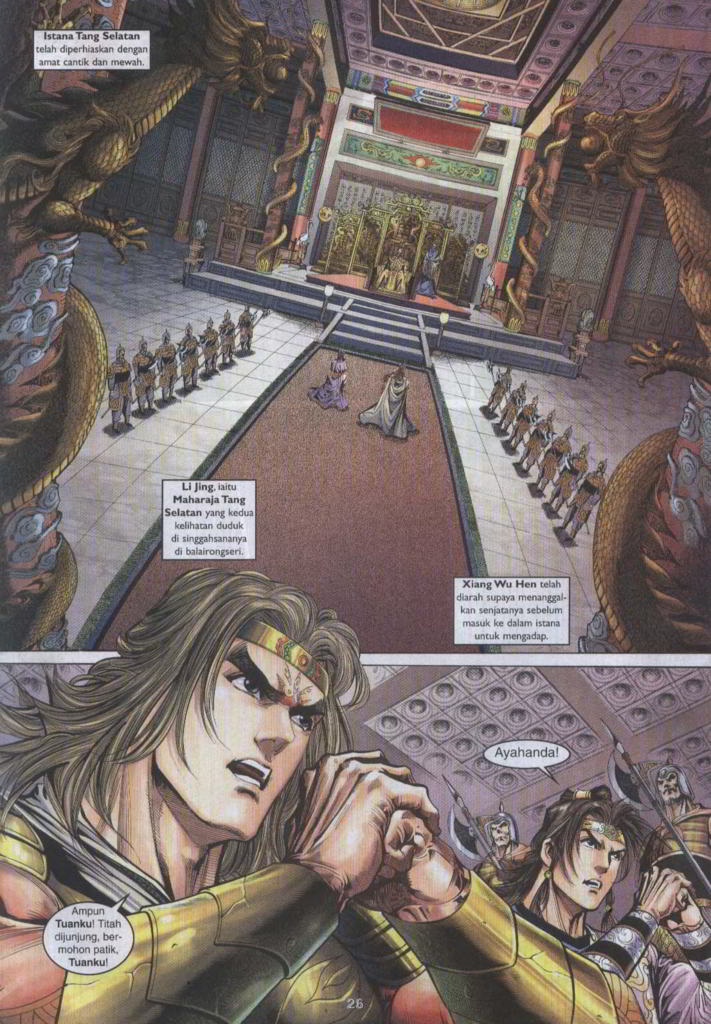 Istana Tang Selatan
telah diperhiaskan dengan
amat cantik dan mewah.
Li Jing, iaitu
Maharaja Tang
Selatan yang kedua
kelihatan duduk
di singgahsananya
di balairongseri.
Xiang Wu Hen telah
diarah supaya menanggal-
kan senjatanya sebelum
masuk ke dalam istana
untuk mengadap.
Ayahanda!
Ampun
Tuanku! Titah
dijunjung, ber-
mohon patik,
Tuanku!
26